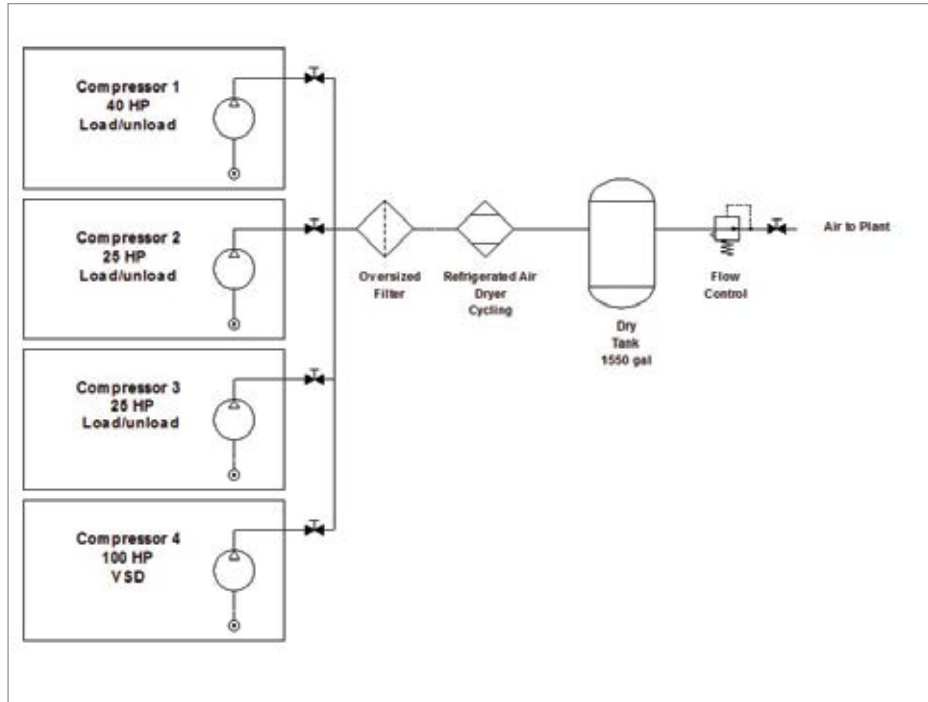 Compressor 1
40 HP
Load/unload
Compressor 2
25 HP
Load/unload
Compressor 3
25 HP
Load/unload
Compressor 4
100 HP
VSD
Oversized
Filter
Refrigerated Air
Dryer
Cycling
Dry
Tank
1550 gal
Flow
Control
Air to Plant